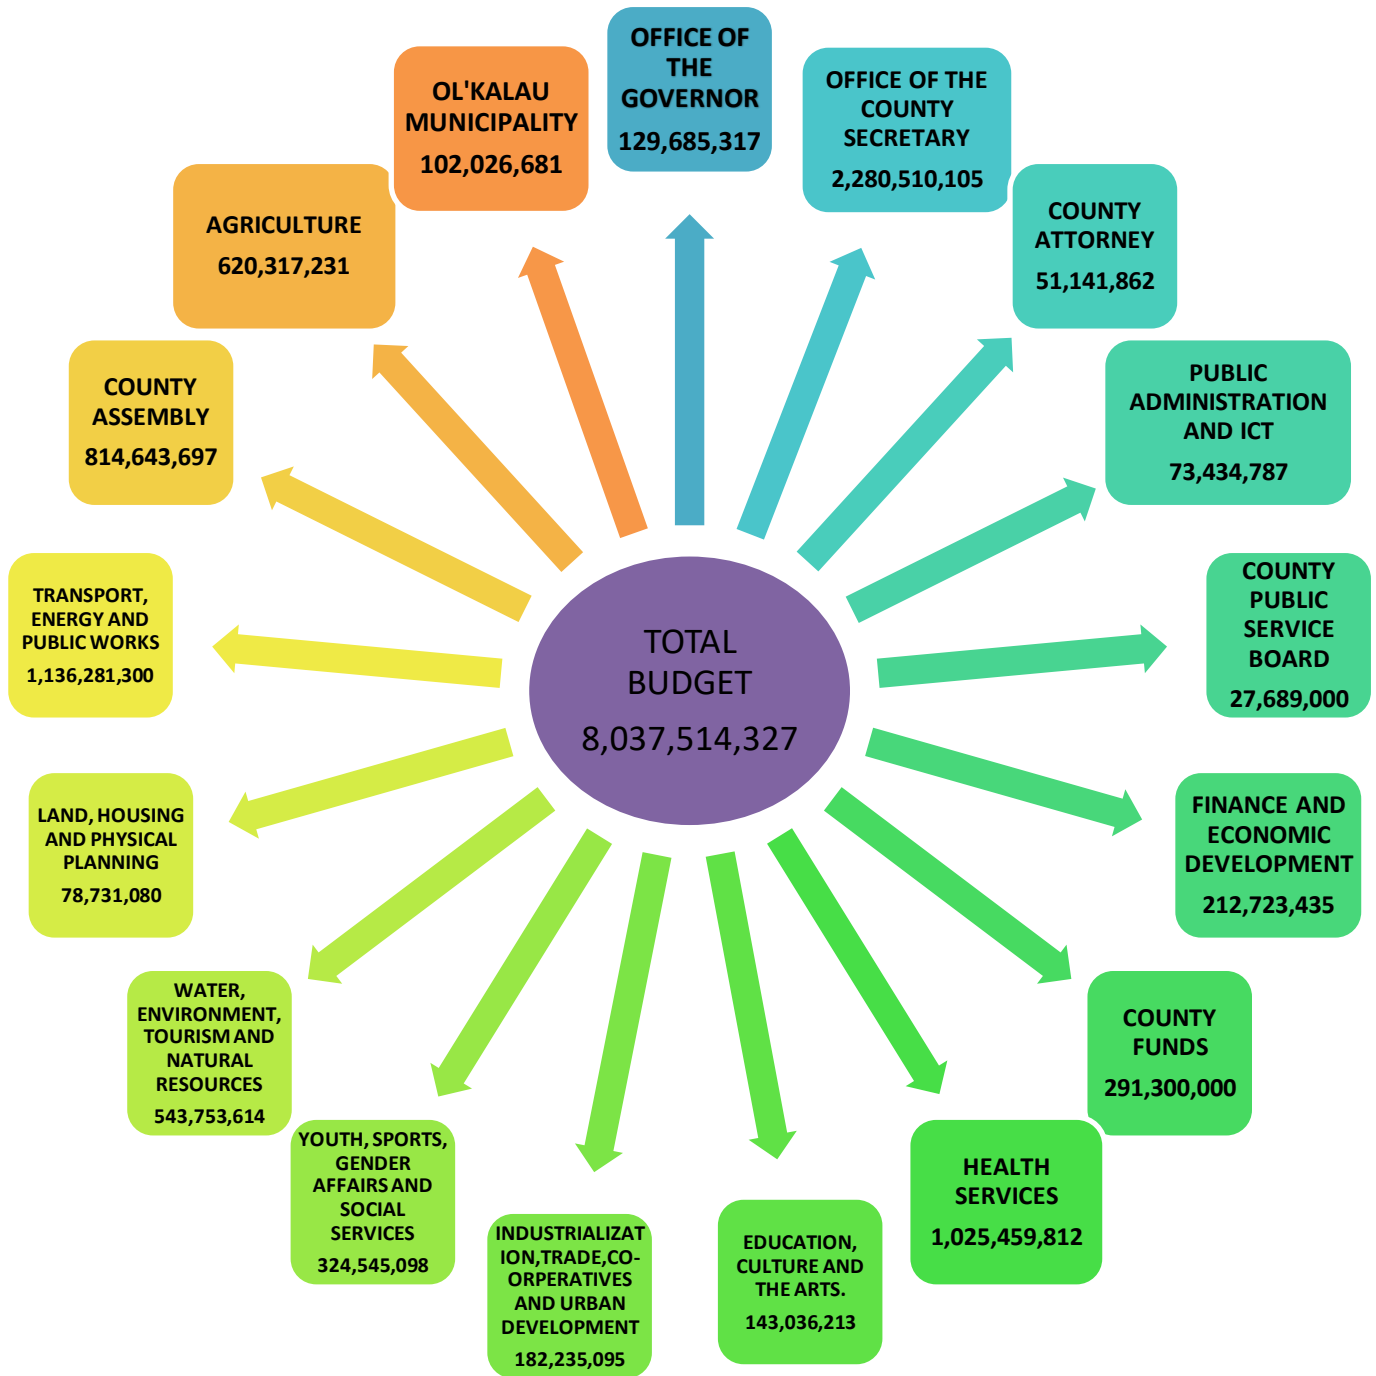 OFFICE OF
THE
GOVERNOR
129,685,317
OFFICE OF THE
COUNTY
SECRETARY
2,280,510,105
COUNTY
ATTORNEY
51,141,862
PUBLIC
ADMINISTRATION
AND ICT
73,434,787
COUNTY
PUBLIC
SERVICE
BOARD
27,689,000
FINANCE AND
ECONOMIC
DEVELOPMENT
212,723,435
COUNTY
FUNDS
291,300,000
HEALTH
SERVICES
1,025,459,812
EDUCATION,
CULTURE AND
THE ARTS.
143,036,213
INDUSTRIALIZAT
ION,TRADE,CO-
ORPERATIVES
AND URBAN
DEVELOPMENT
182,235,095
YOUTH, SPORTS,
GENDER
AFFAIRS AND
SOCIAL
SERVICES
324,545,098
WATER,
ENVIRONMENT,
TOURISM AND
NATURAL
RESOURCES
543,753,614
LAND, HOUSING
AND PHYSICAL
PLANNING
78,731,080
TRANSPORT,
ENERGY AND
PUBLIC WORKS
1,136,281,300
COUNTY
ASSEMBLY
814,643,697
AGRICULTURE
620,317,231
OL'KALAU
MUNICIPALITY
102,026,681
TOTAL
BUDGET
8,037,514,327